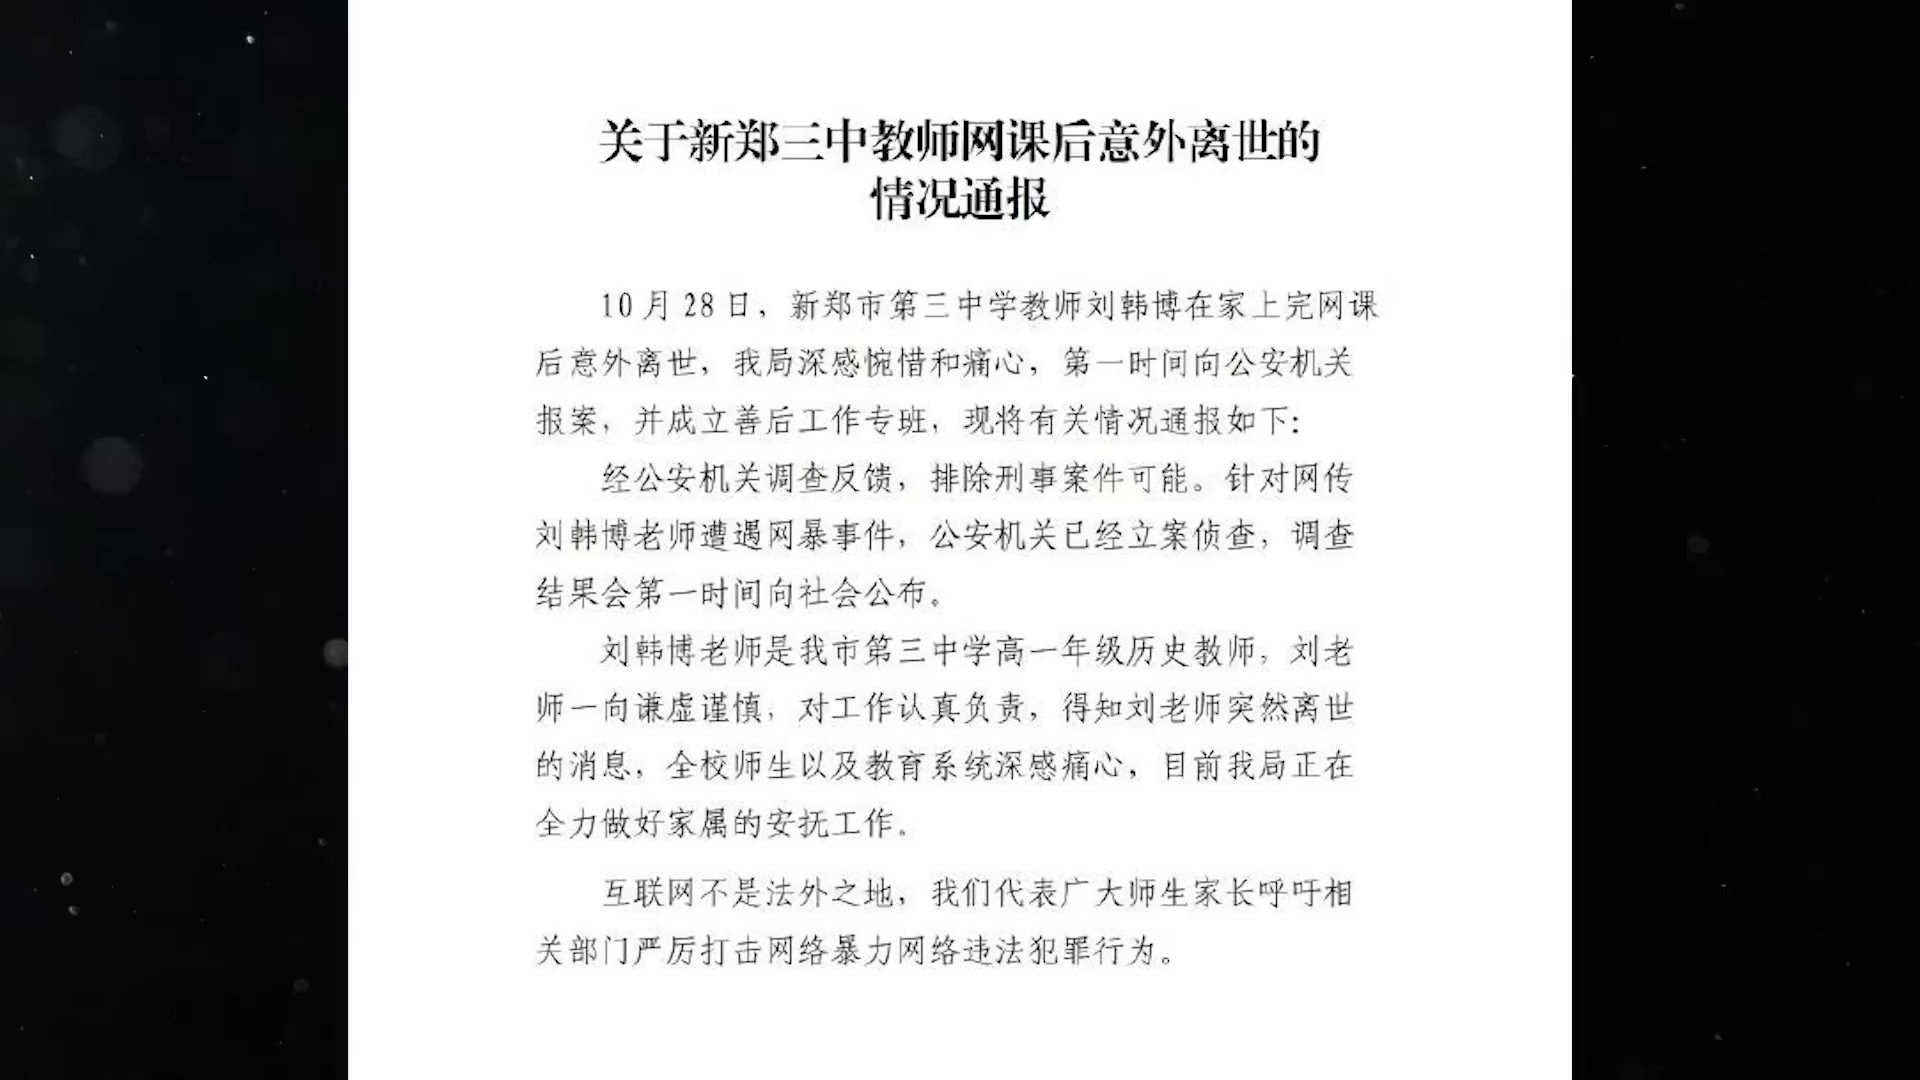 关于新郑三中教师网课后意外离世的
情况通报
10月28日，新郑市第三中学教师刘韩博在家上完网课
后意外离世，我局深感惋惜和痛心，第一时间向公安机关
报案，并成立善后工作专班，现将有关情况通报如下：
经公安机关调查反馈，排除刑事案件可能。针对网传
刘韩博老师遭遇网暴事件，公安机关已经立案侦查，调查
结果会第一时间向社会公布。
刘韩博老师是我市第三中学高一年级历史教师，刘老
师一向谦虚谨慎，对工作认真负责，得知刘老师突然离世
的消息，全校师生以及教育系统深感痛心，目前我局正在
全力做好家属的安抚工作。
互联网不是法外之地，我们代表广大师生家长呼吁相
关部门严厉打击网络暴力网络违法犯罪行为。